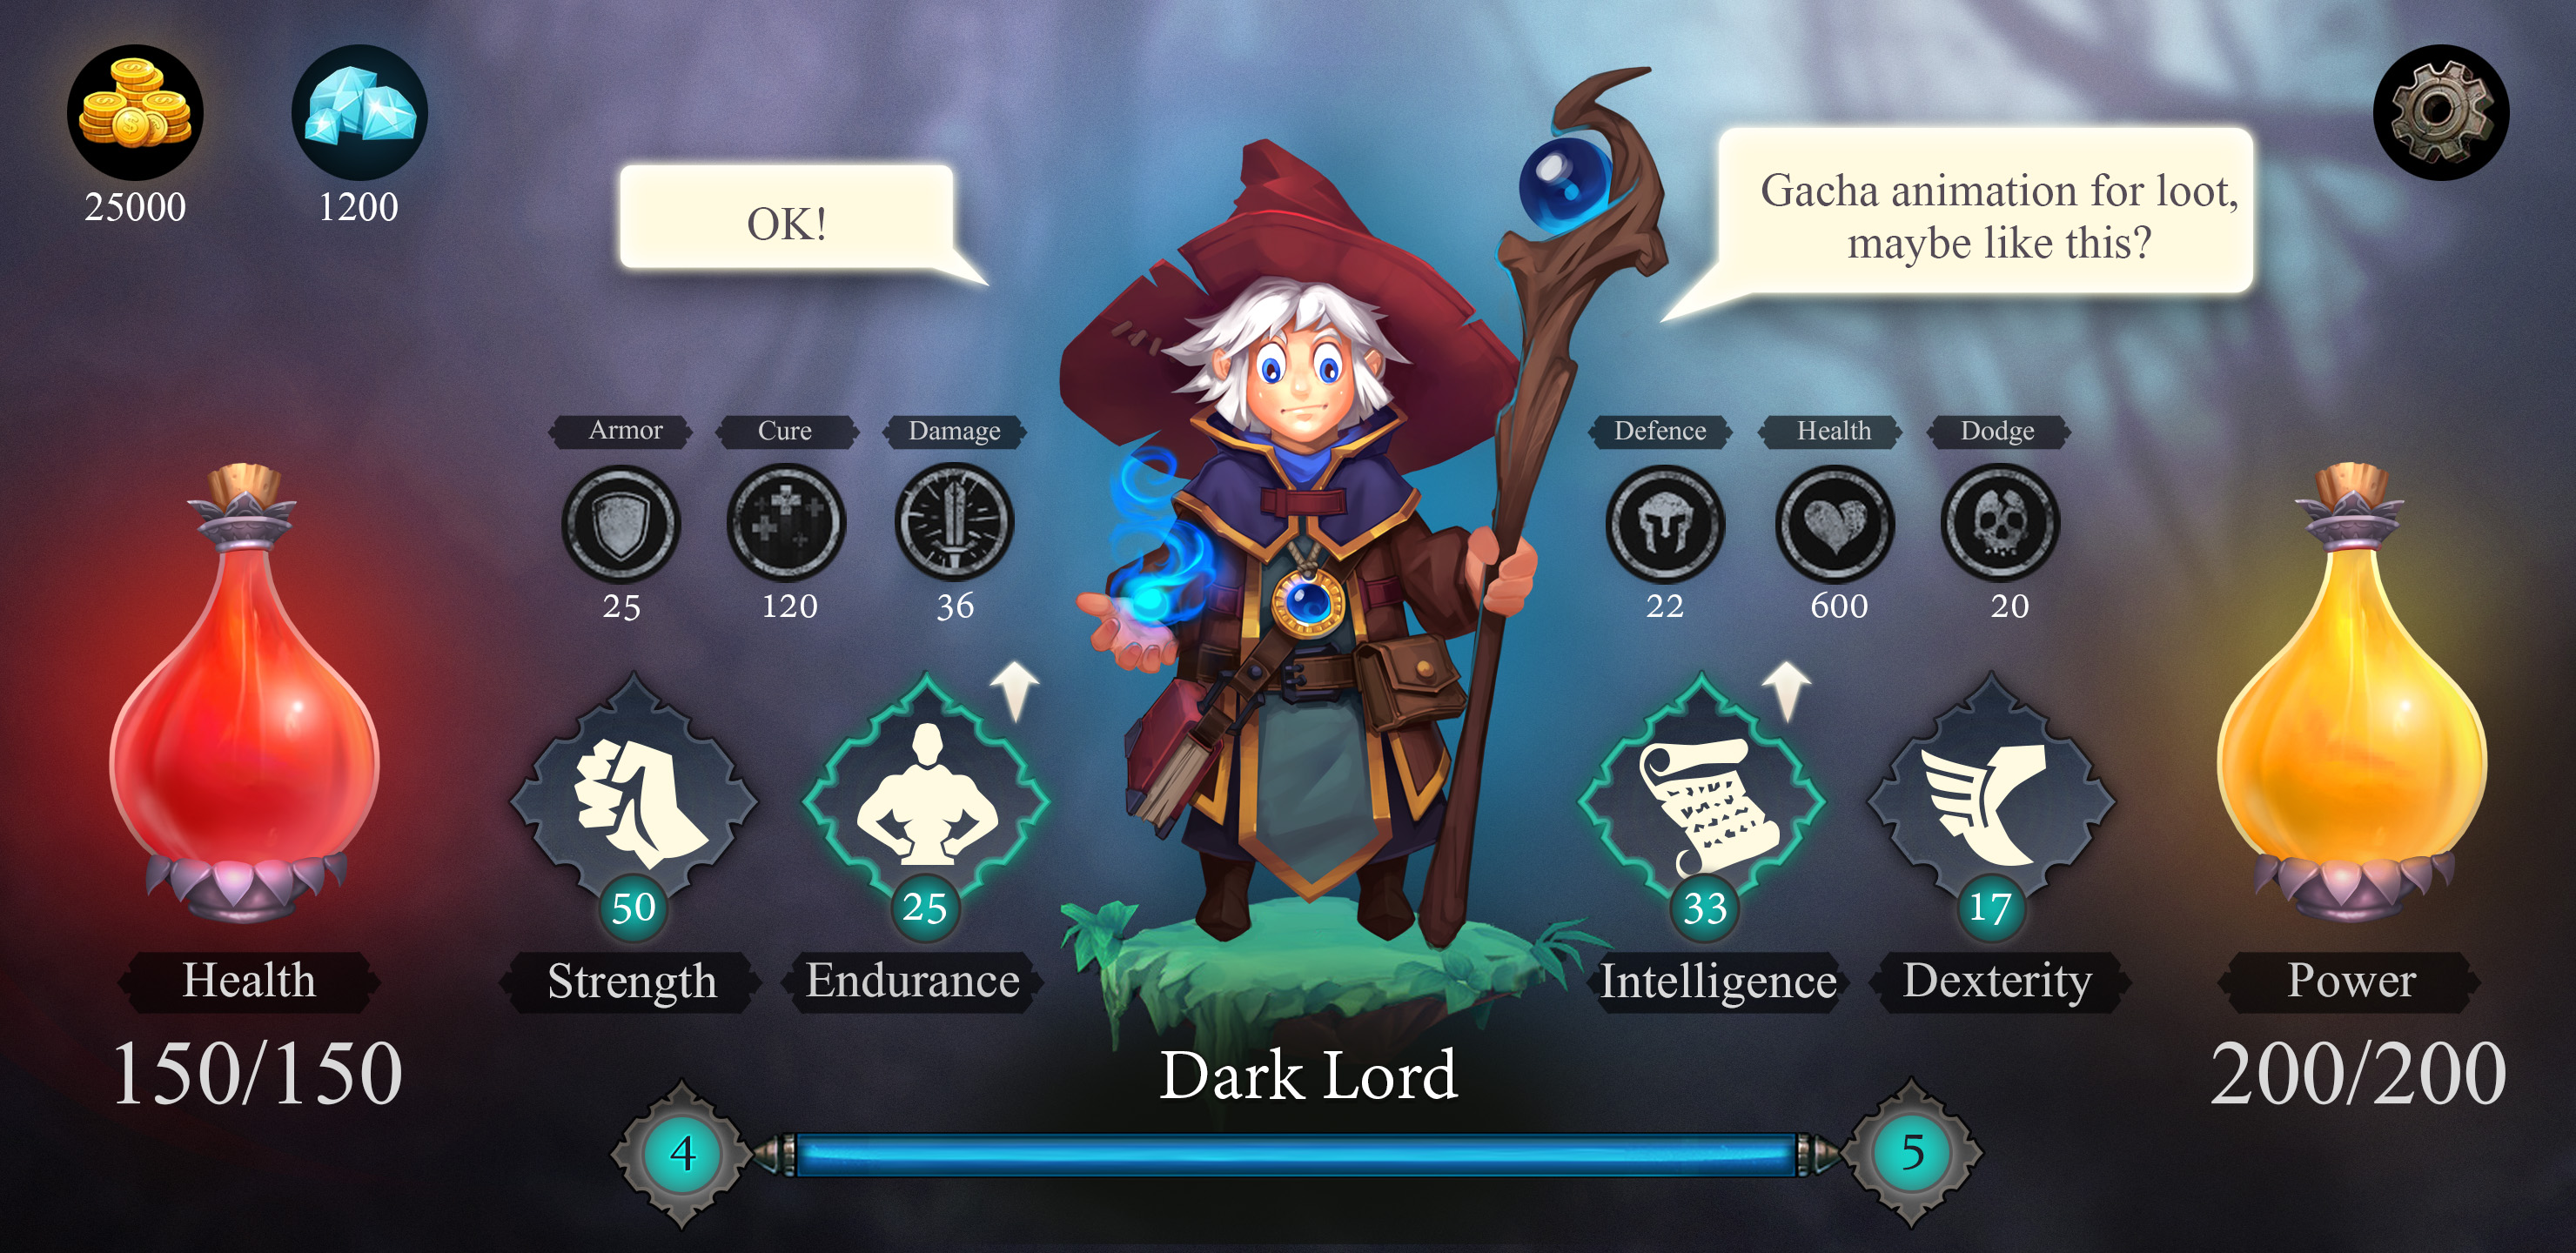 25000
1200
OK!
Gacha animation for loot,
maybe like this?
Armor
Cure
Damage
25
120
36
Defence
Health
Dodge
22
600
20
50
25
33
17
Health
Strength
Endurance
Intelligence
Dexterity
Power
150/150
Dark Lord
200/200
4
5